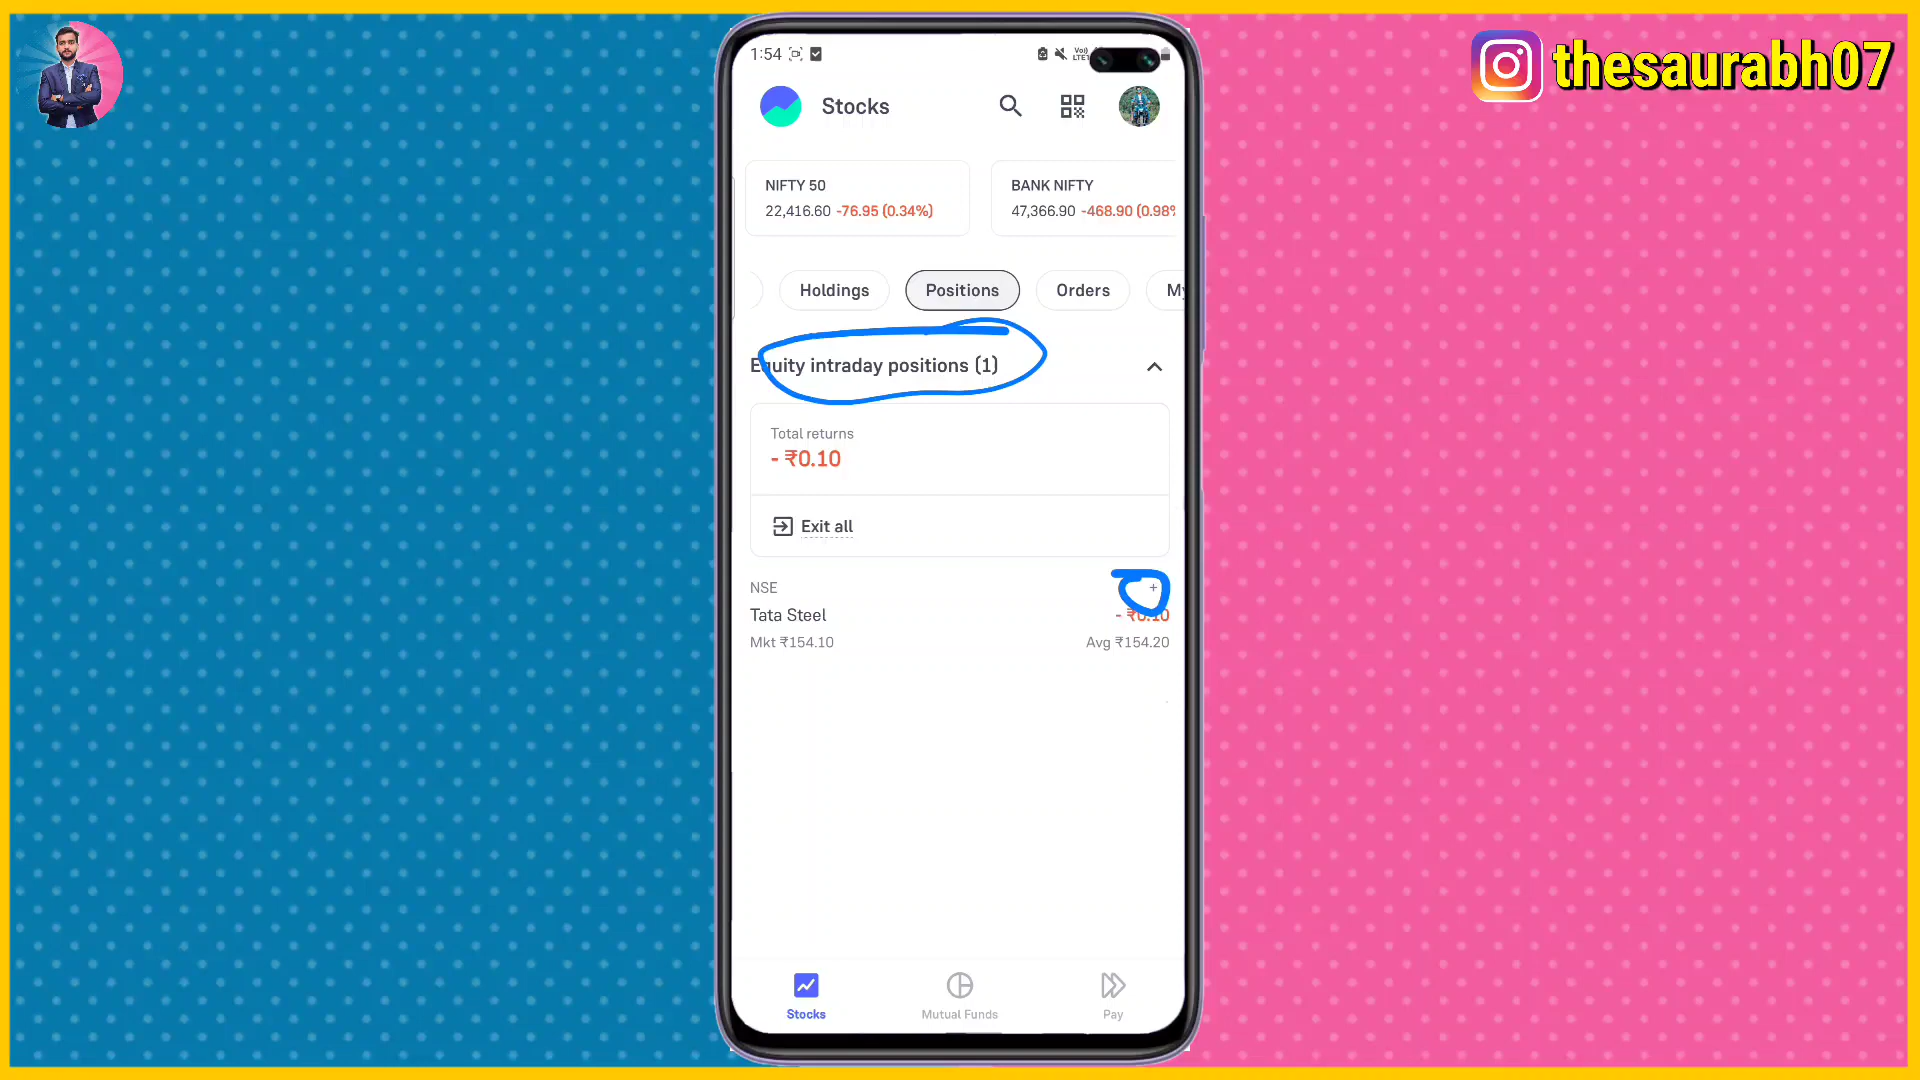 thesaurabh07
1:54
Stocks
NIFTY 50
22,416.60 -76.95 (0.34%)
BANK NIFTY
47,366.90 -468.90 (0.98%
Holdings
Positions
Orders
My
Equity intraday positions (1)
Total returns
- ₹0.10
Exit all
NSE
+
Tata Steel
- ₹0.10
Mkt ₹154.10
Avg ₹154.20
Stocks
Mutual Funds
Pay